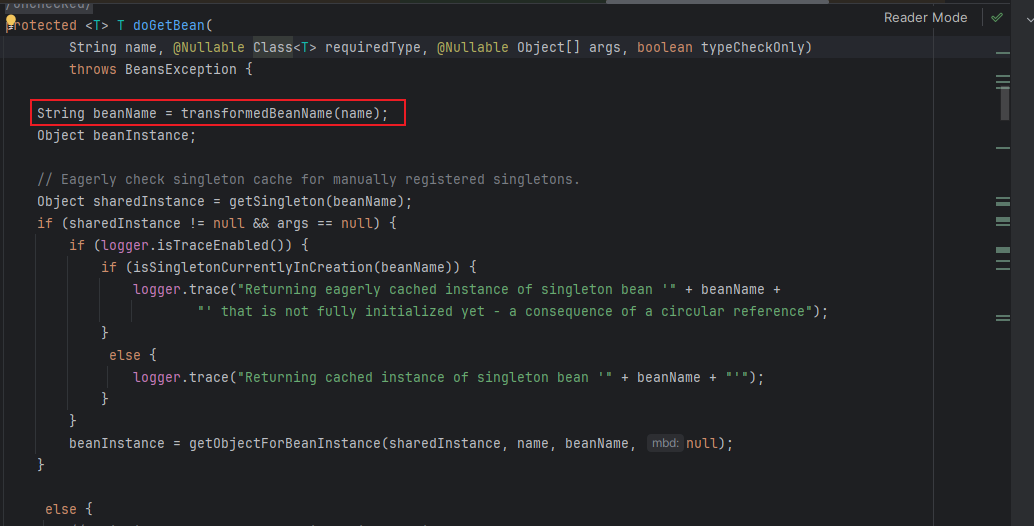 Reader Mode
protected <T> T doGetBean(
String name, @Nullable Class<T> requiredType, @Nullable Object[] args, boolean typeCheckOnly)
throws BeansException {
String beanName = transformedBeanName(name);
Object beanInstance;
// Eagerly check singleton cache for manually registered singletons.
Object sharedInstance = getSingleton(beanName);
if (sharedInstance != null && args == null) {
if (logger.isTraceEnabled()) {
if (isSingletonCurrentlyInCreation(beanName)) {
logger.trace("Returning eagerly cached instance of singleton bean '" + beanName +
"' that is not fully initialized yet - a consequence of a circular reference");
}
else {
logger.trace("Returning cached instance of singleton bean '" + beanName + "'");
}
}
beanInstance = getObjectForBeanInstance(sharedInstance, name, beanName, mbd: null);
}
else {